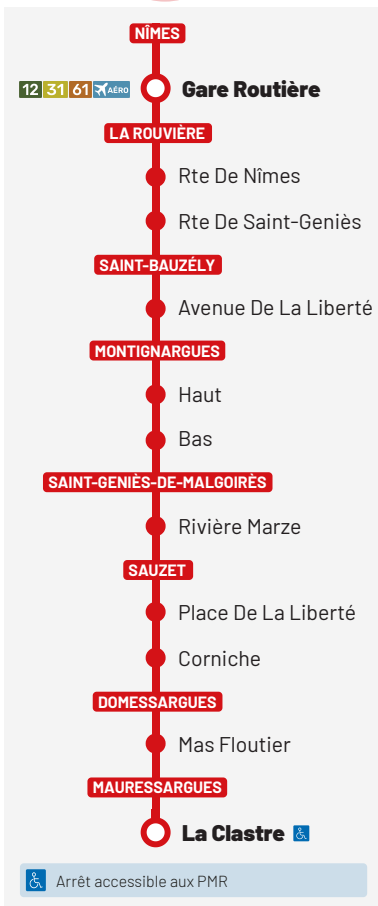 NÎMES
12 31 61 AÉRO Gare Routière
LA ROUVIÈRE
Rte De Nîmes
Rte De Saint-Geniès
SAINT-BAUZÉLY
Avenue De La Liberté
MONTIGNARGUES
Haut
Bas
SAINT-GENIÈS-DE-MALGOIRÈS
Rivière Marze
SAUZET
Place De La Liberté
Corniche
DOMESSARGUES
Mas Floutier
MAURESSARGUES
La Clastre
Arrêt accessible aux PMR